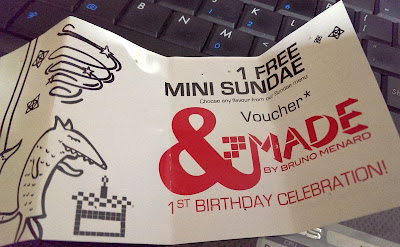 1 FREE
MINI SUNDAE
Choose any flavour from our Sundae menu
Voucher*
&MADE
BY BRUNO MENARD
1ST BIRTHDAY CELEBRATION!